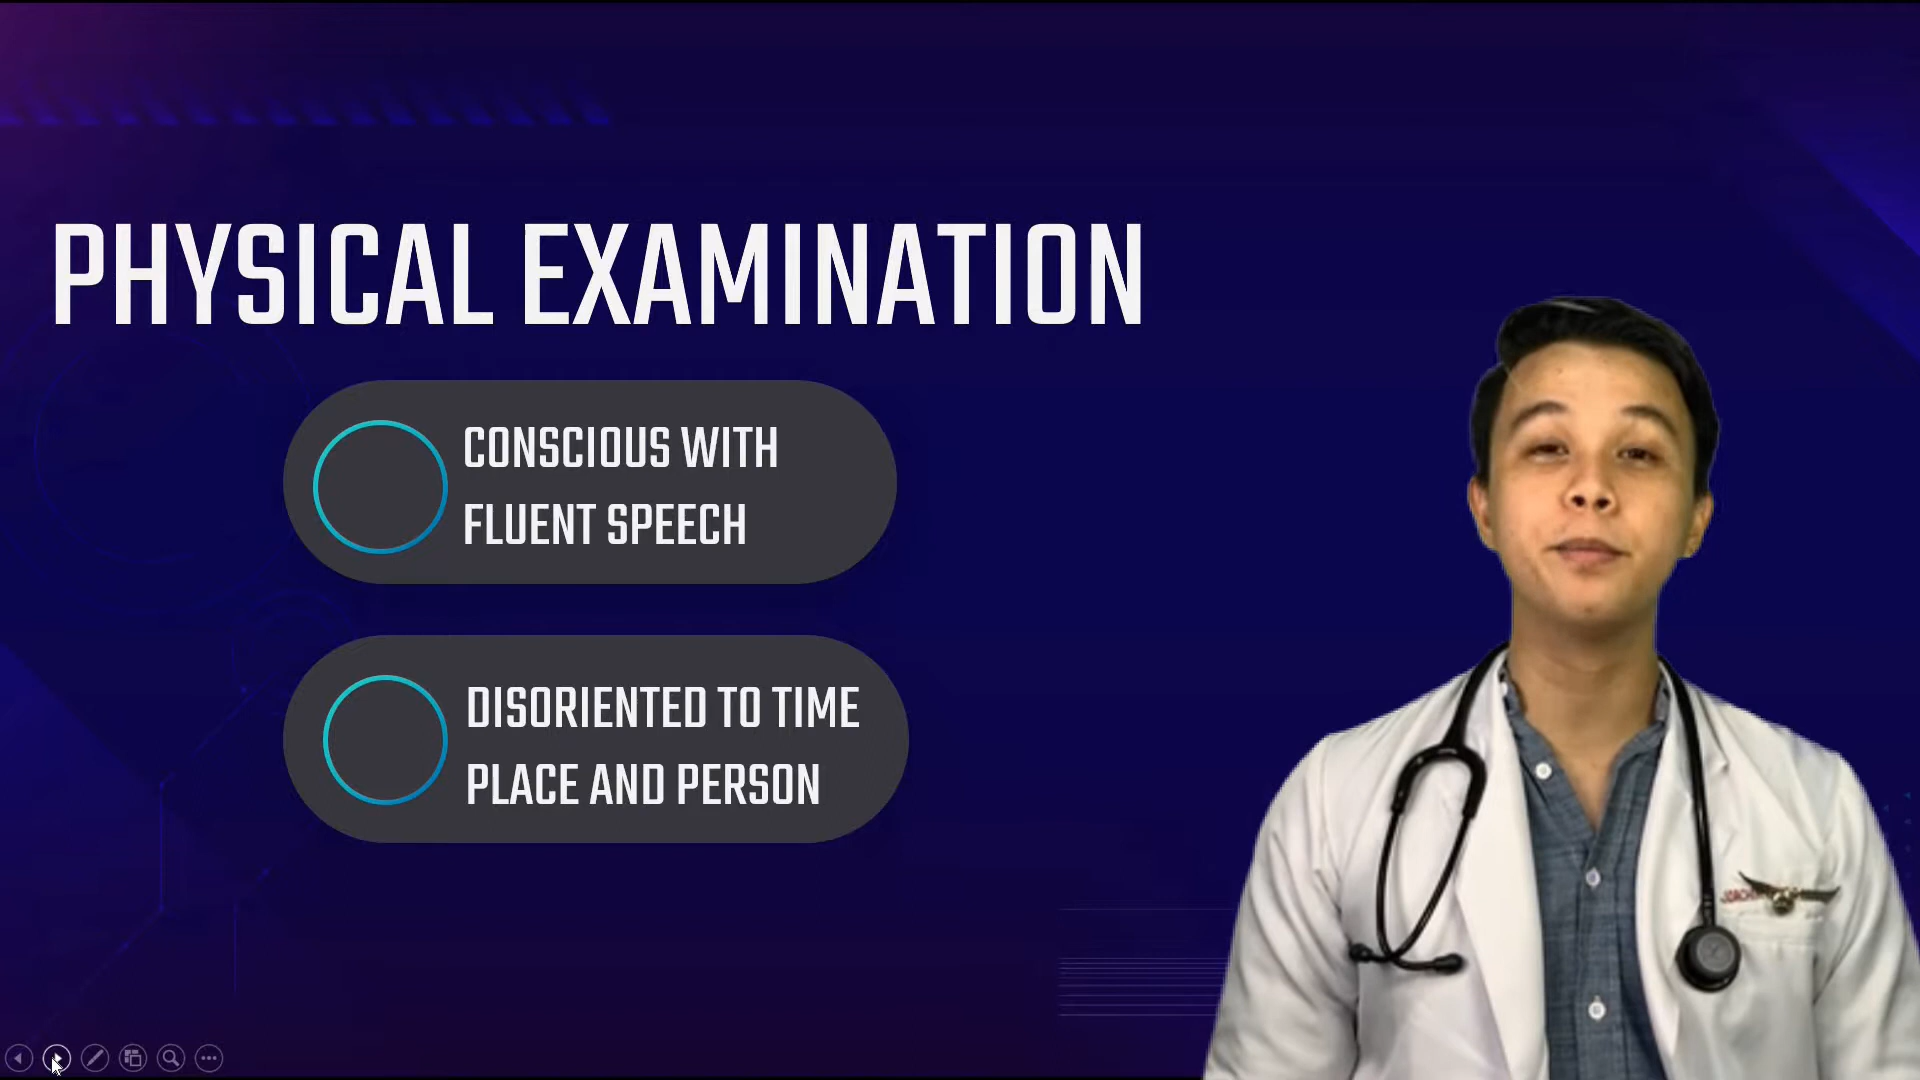 PHYSICAL EXAMINATION
CONSCIOUS WITH
FLUENT SPEECH
DISORIENTED TO TIME
PLACE AND PERSON